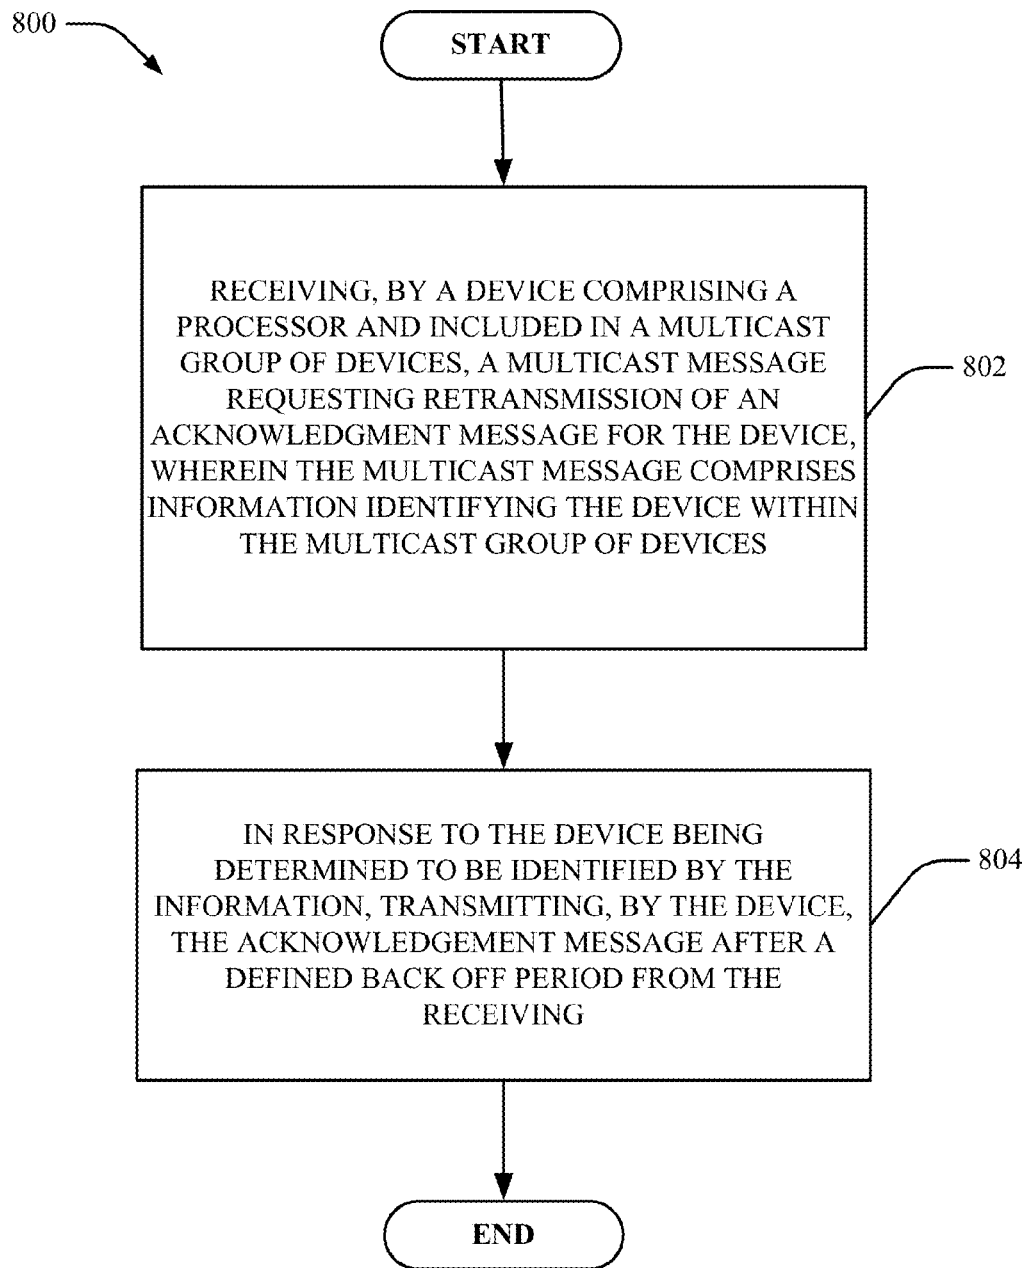 800
START
RECEIVING, BY A DEVICE COMPRISING A
PROCESSOR AND INCLUDED IN A MULTICAST
GROUP OF DEVICES, A MULTICAST MESSAGE
REQUESTING RETRANSMISSION OF AN
ACKNOWLEDGMENT MESSAGE FOR THE DEVICE,
WHEREIN THE MULTICAST MESSAGE COMPRISES
INFORMATION IDENTIFYING THE DEVICE WITHIN
THE MULTICAST GROUP OF DEVICES
802
IN RESPONSE TO THE DEVICE BEING
DETERMINED TO BE IDENTIFIED BY THE
INFORMATION, TRANSMITTING, BY THE DEVICE,
THE ACKNOWLEDGEMENT MESSAGE AFTER A
DEFINED BACK OFF PERIOD FROM THE
RECEIVING
804
END